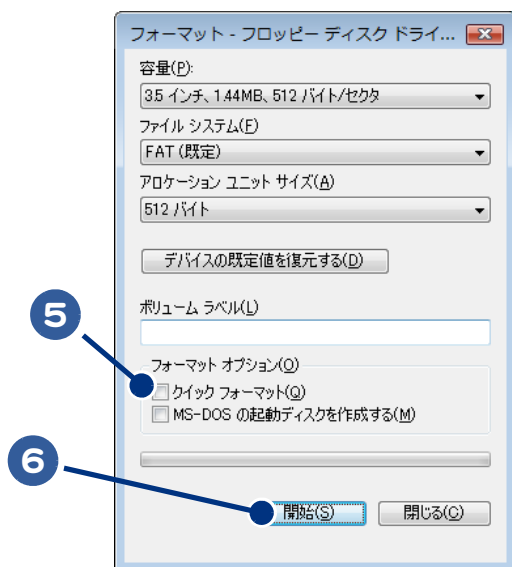 フォーマット - フロッピー ディスク ドライ...
容量(P):
3.5 インチ、1.44MB、512 バイト/セクタ
ファイル システム(F)
FAT (既定)
アロケーション ユニット サイズ(A)
512 バイト
デバイスの既定値を復元する(D)
ボリューム ラベル(L)
5
フォーマット オプション(O)
クイック フォーマット(Q)
MS-DOS の起動ディスクを作成する(M)
6
開始(S) 閉じる(C)